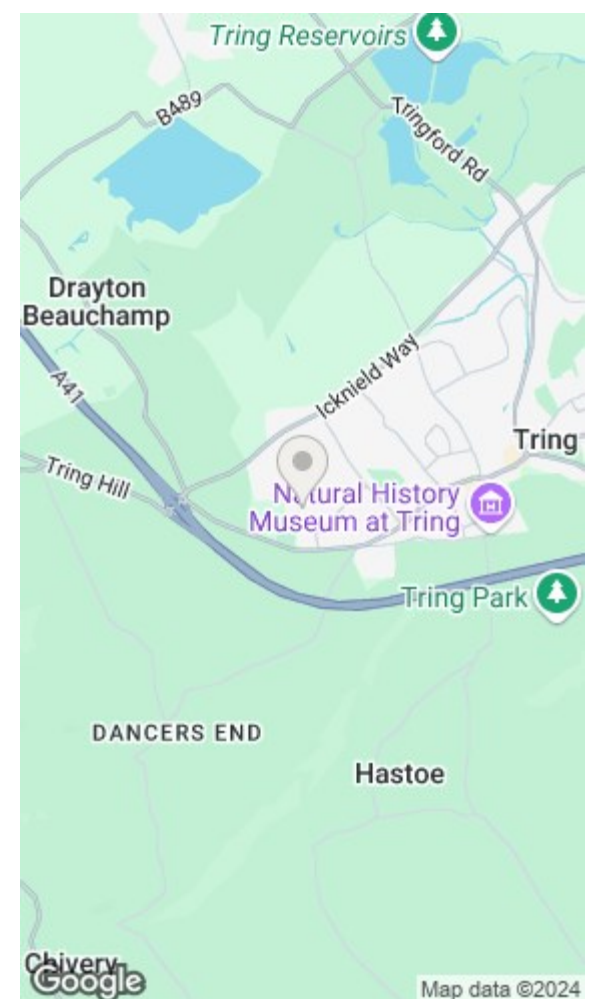 Tring Reservoirs
B489
Tringford Rd
Drayton
Beauchamp
Icknield Way
A41
Tring
Tring Hill
Natural History
Museum at Tring
Tring Park
DANCERS END
Hastoe
Chivery
Google
Map data ©2024